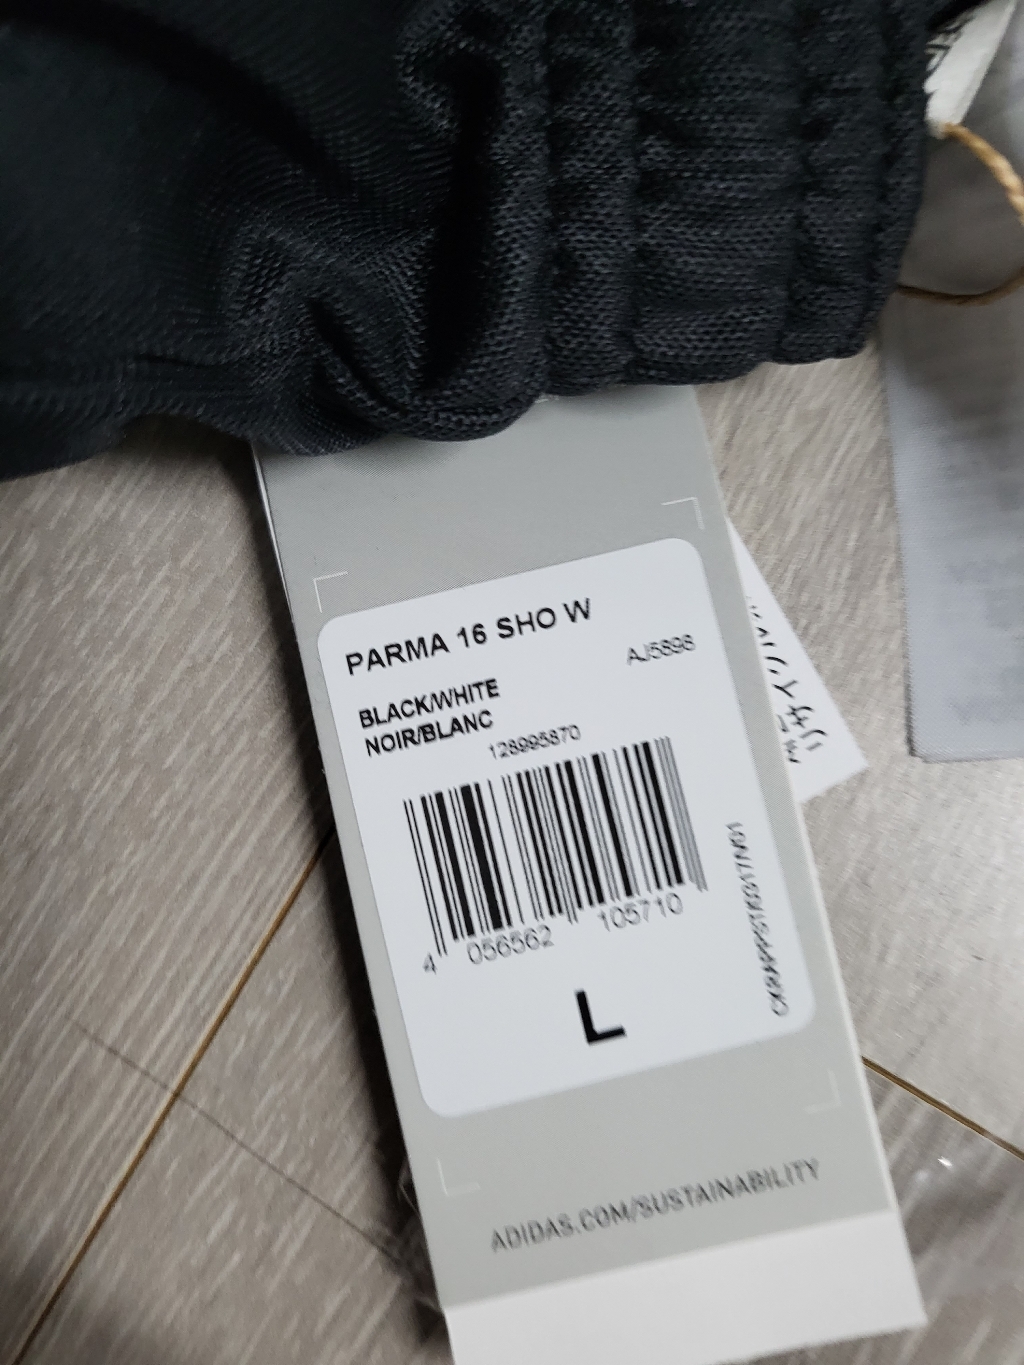 PARMA 16 SHO W
AJ5898
BLACK/WHITE
NOIR/BLANC
128995870
4 056562 105710
L
ADIDAS.COM/SUSTAINABILITY